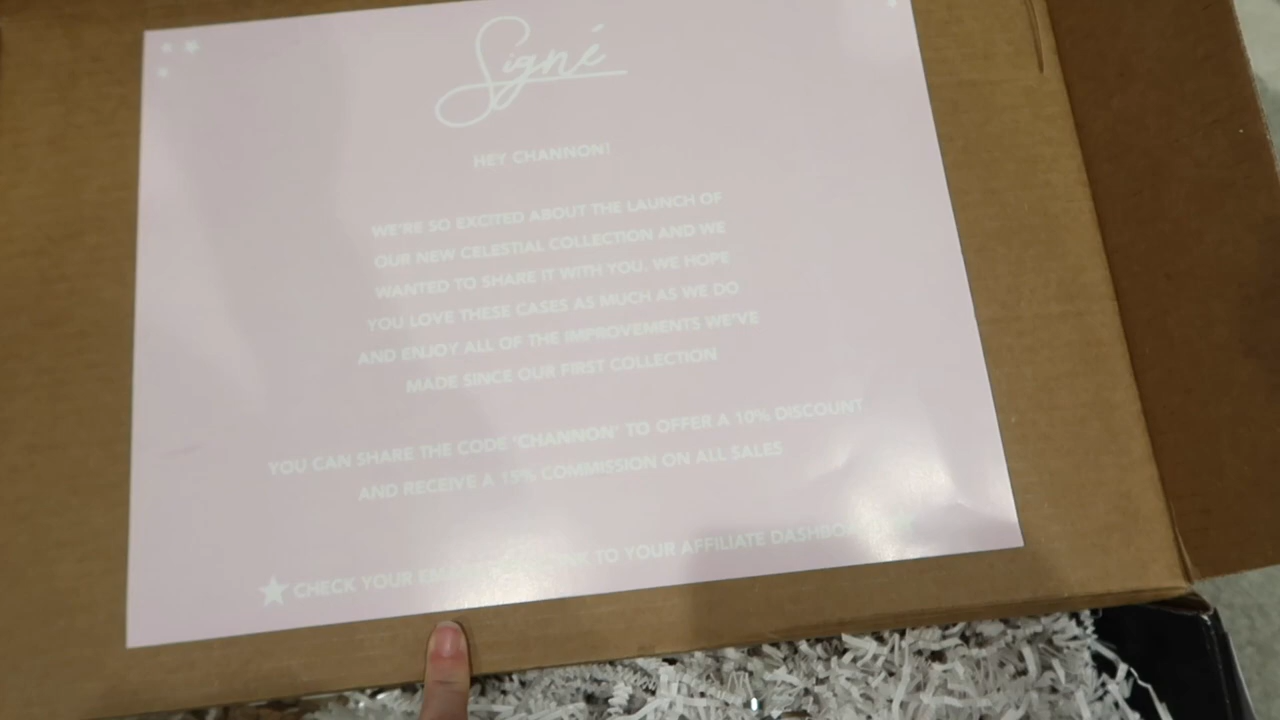 Signé
HEY CHANNON!
WE'RE SO EXCITED ABOUT THE LAUNCH OF
OUR NEW CELESTIAL COLLECTION AND WE
WANTED TO SHARE IT WITH YOU. WE HOPE
YOU LOVE THESE CASES AS MUCH AS WE DO
AND ENJOY ALL OF THE IMPROVEMENTS WE'VE
MADE SINCE OUR FIRST COLLECTION
YOU CAN SHARE THE CODE 'CHANNON' TO OFFER A 10% DISCOUNT
AND RECEIVE A 15% COMMISSION ON ALL SALES
CHECK YOUR TO YOUR AFFILIATE